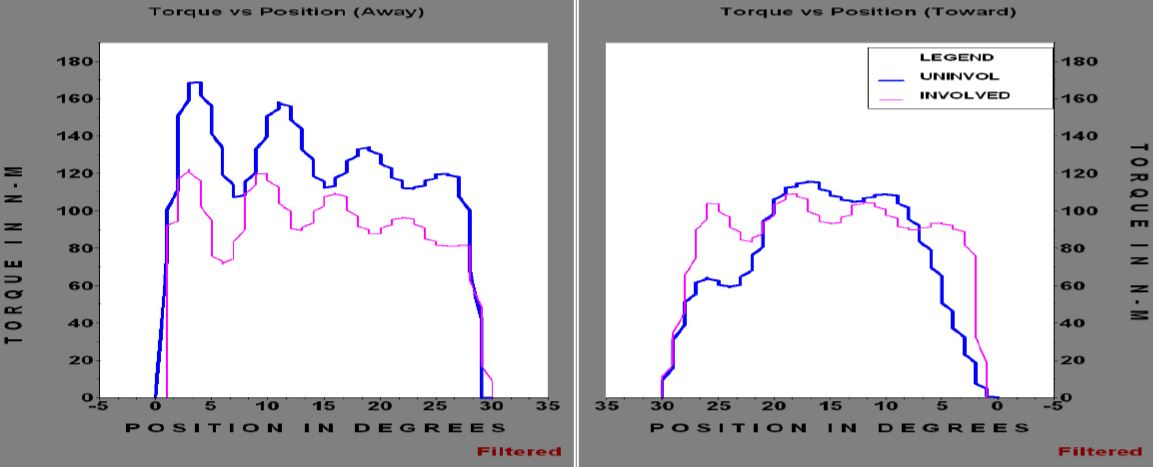 Torque vs Position (Away)
TORQUE IN N-M
180
160
140
120
100
80
60
40
20
0
-5 0 5 10 15 20 25 30 35
POSITION IN DEGREES
Filtered
Torque vs Position (Toward)
LEGEND
UNINVOL
INVOLVED
180
160
140
120
100
80
60
40
20
0
TORQUE IN N-M
35 30 25 20 15 10 5 0 -5
POSITION IN DEGREES
Filtered